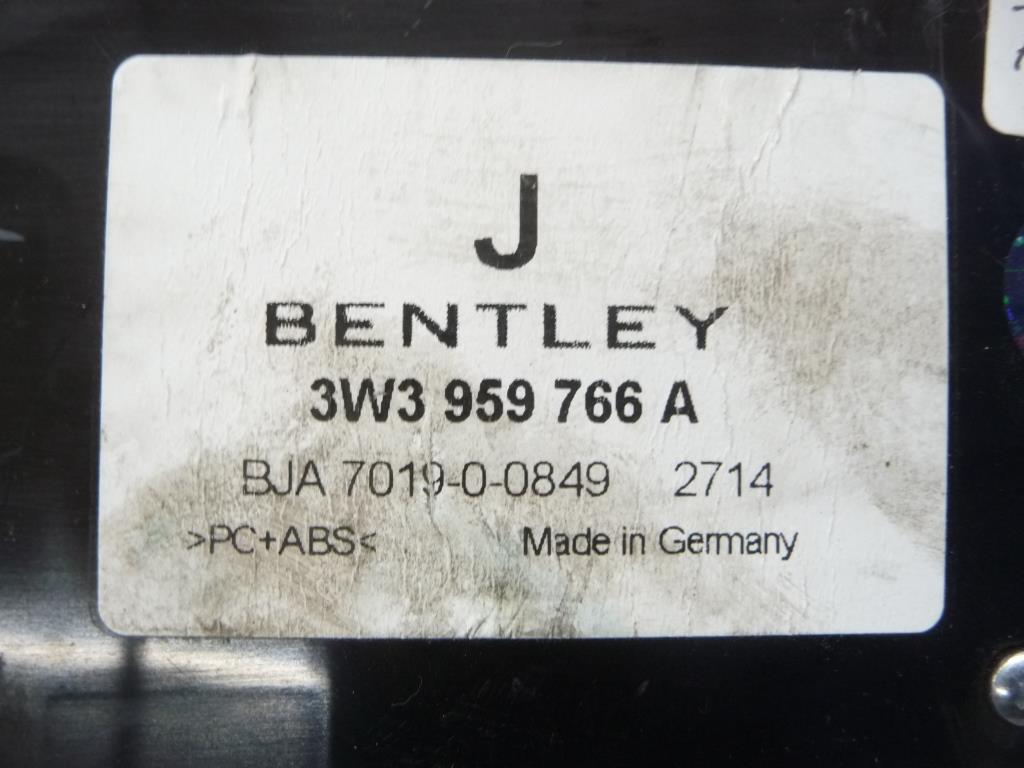 J
BENTLEY
3W3 959 766 A
BJA 7019-0-0849 2714
>PC+ABS< Made in Germany